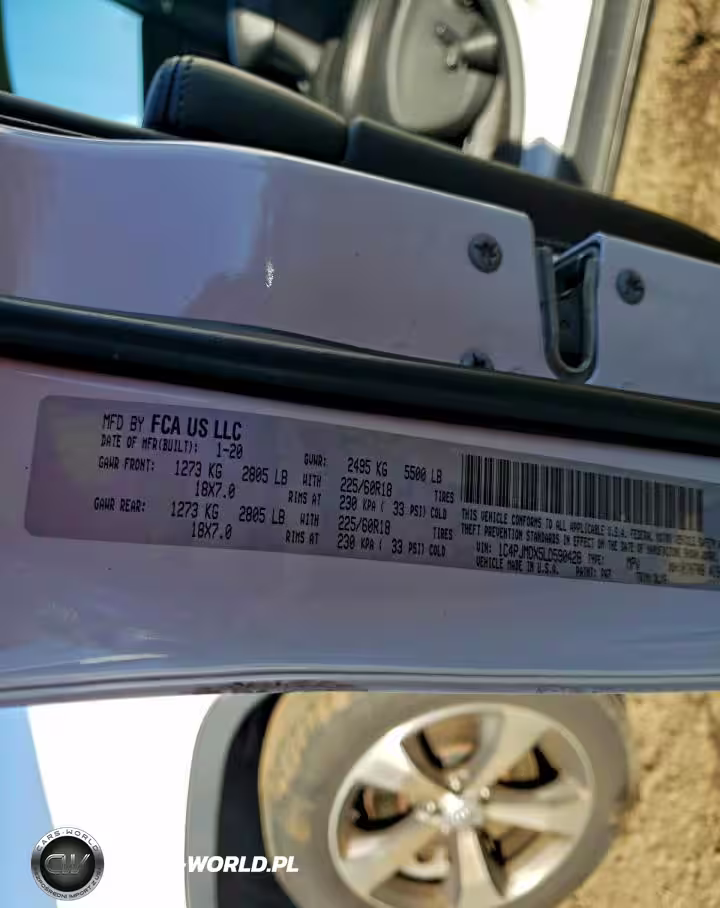 MFD BY FCA US LLC
DATE OF MFR(BUILT): 1-20
GVWR: 2495 KG 5500 LB
GAWR FRONT: 1273 KG 2805 LB WITH 225/60R18 TIRES
18X7.0 RIMS AT 230 KPA ( 33 PSI) COLD
GAWR REAR: 1273 KG 2805 LB WITH 225/60R18 TIRES
18X7.0 RIMS AT 230 KPA ( 33 PSI) COLD
THIS VEHICLE CONFORMS TO ALL APPLICABLE U.S.A. FEDERAL MOTOR VEHICLE SAFETY
THEFT PREVENTION STANDARDS IN EFFECT ON THE DATE OF MANUFACTURE SHOWN ABOVE.
VIN: TYPE: MPV
VEHICLE MADE IN U.S.A. PAINT: PW7
CARS-WORLD
CW
-WORLD.PL